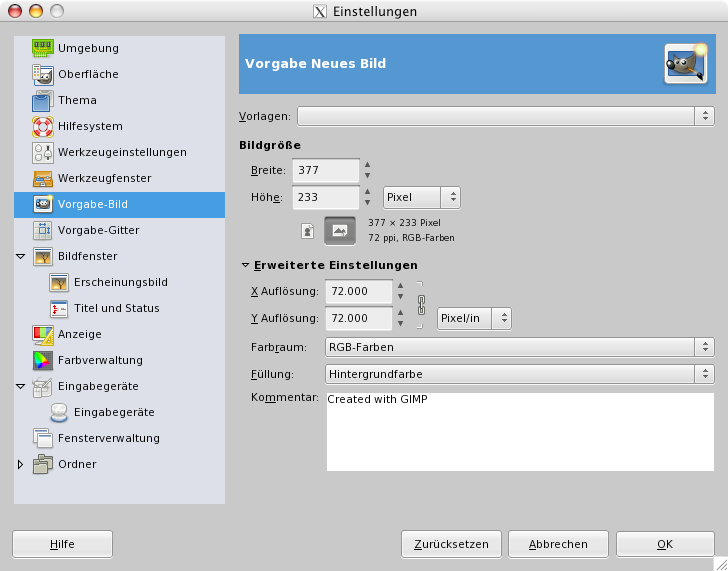 Einstellungen
Umgebung
Oberfläche
Thema
Hilfesystem
Werkzeugeinstellungen
Werkzeugfenster
Vorgabe-Bild
Vorgabe-Gitter
Bildfenster
Erscheinungsbild
Titel und Status
Anzeige
Farbverwaltung
Eingabegeräte
Eingabegeräte
Fensterverwaltung
Ordner
Vorgabe Neues Bild
Vorlagen:
Bildgröße
Breite: 377
Höhe: 233 Pixel
377 × 233 Pixel
72 ppi, RGB-Farben
Erweiterte Einstellungen
X Auflösung: 72.000
Y Auflösung: 72.000 Pixel/in
Farbraum: RGB-Farben
Füllung: Hintergrundfarbe
Kommentar: Created with GIMP
Hilfe Zurücksetzen Abbrechen OK